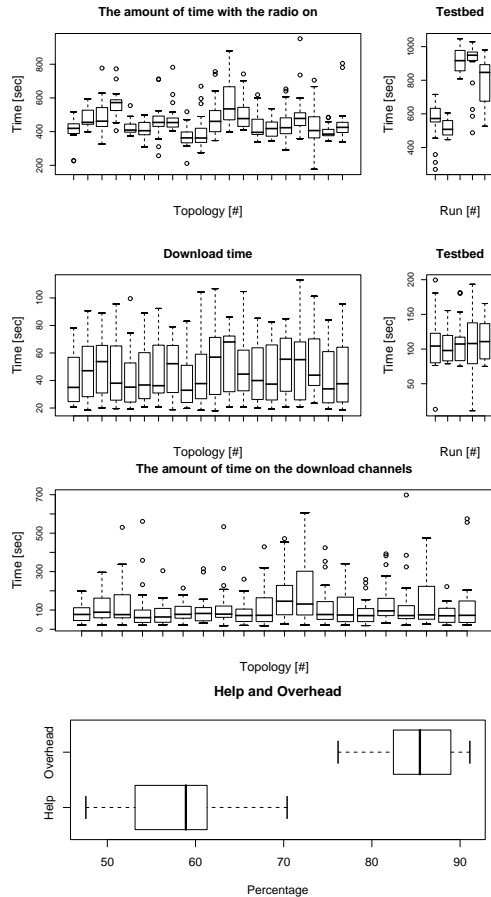 The amount of time with the radio on
Testbed
Time [sec]
200 400 600 800
Time [sec]
400 600 800 1000
Topology [#]
Run [#]
Download time
Testbed
Time [sec]
20 40 60 80 100
Time [sec]
50 100 150 200
Topology [#]
Run [#]
The amount of time on the download channels
Time [sec]
0 100 300 500 700
Topology [#]
Help and Overhead
Overhead
Help
50 60 70 80 90
Percentage